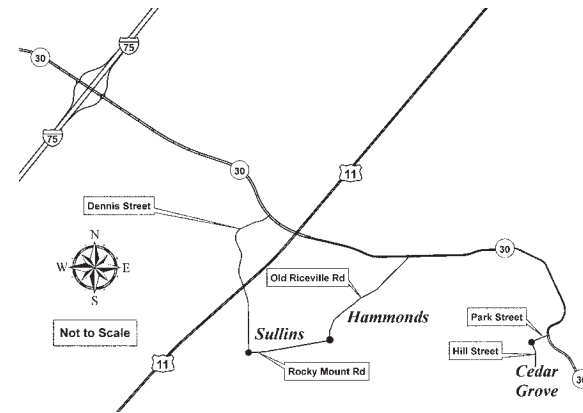 75
30
75
30
11
Dennis Street
N
W E
S
30
Old Riceville Rd
Not to Scale
Sullins
Hammonds
Park Street
Hill Street
11
Rocky Mount Rd
Cedar
Grove
30